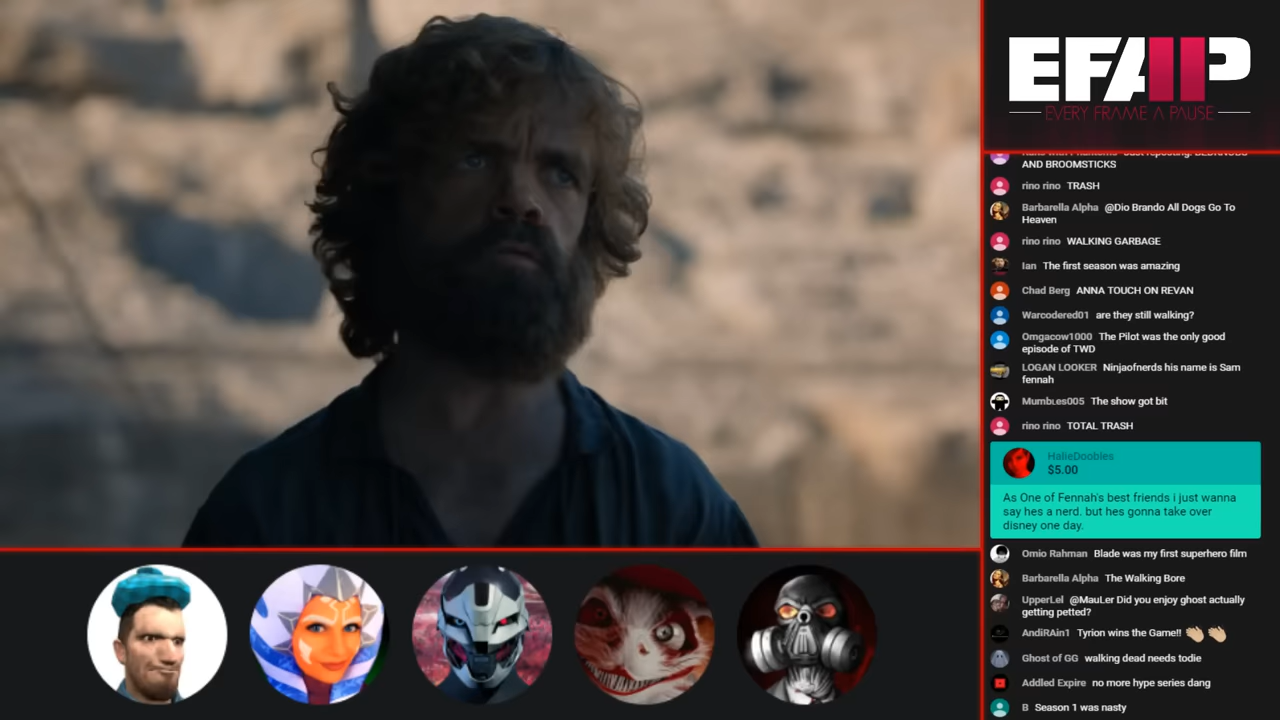 EFAP
EVERY FRAME A PAUSE
AND BROOMSTICKS
rino rino TRASH
Barbarella Alpha @Dio Brando All Dogs Go To
Heaven
rino rino WALKING GARBAGE
Ian The first season was amazing
Chad Berg ANNA TOUCH ON REVAN
Warcodered01 are they still walking?
Omgacow1000 The Pilot was the only good
episode of TWD
LOGAN LOOKER Ninjaofnerds his name is Sam
fennah
MumbLes005 The show got bit
rino rino TOTAL TRASH
HalieDoobles
$5.00
As One of Fennah's best friends i just wanna
say hes a nerd. but hes gonna take over
disney one day.
Omio Rahman Blade was my first superhero film
Barbarella Alpha The Walking Bore
UpperLel @MauLer Did you enjoy ghost actually
getting petted?
AndiRAin1 Tyrion wins the Game!! 👏🏼 👏🏼
Ghost of GG walking dead needs todie
Addled Expire no more hype series dang
B Season 1 was nasty